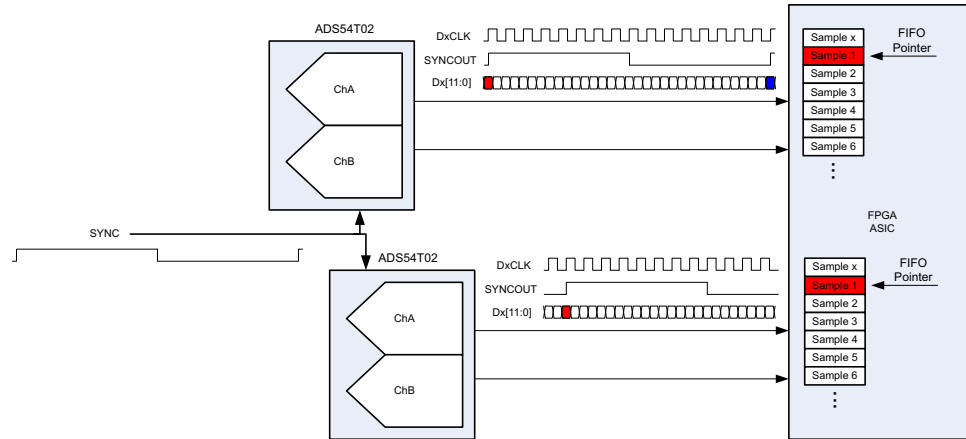 ADS54T02
DxCLK
SYNCOUT
Dx[11:0]
ChA
ChB
Sample x
Sample 1
Sample 2
Sample 3
Sample 4
Sample 5
Sample 6
FIFO
Pointer
SYNC
FPGA
ASIC
ADS54T02
DxCLK
SYNCOUT
Dx[11:0]
ChA
ChB
Sample x
Sample 1
Sample 2
Sample 3
Sample 4
Sample 5
Sample 6
FIFO
Pointer